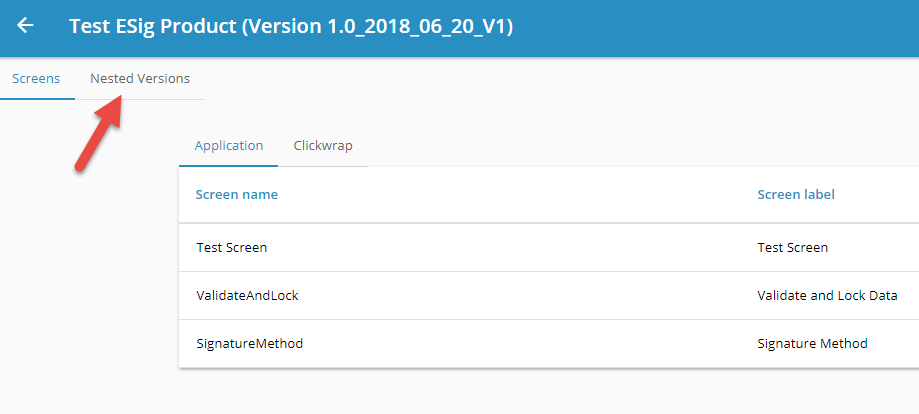 Test ESig Product (Version 1.0_2018_06_20_V1)
Screens Nested Versions
Application Clickwrap
Screen name Screen label
Test Screen Test Screen
ValidateAndLock Validate and Lock Data
SignatureMethod Signature Method